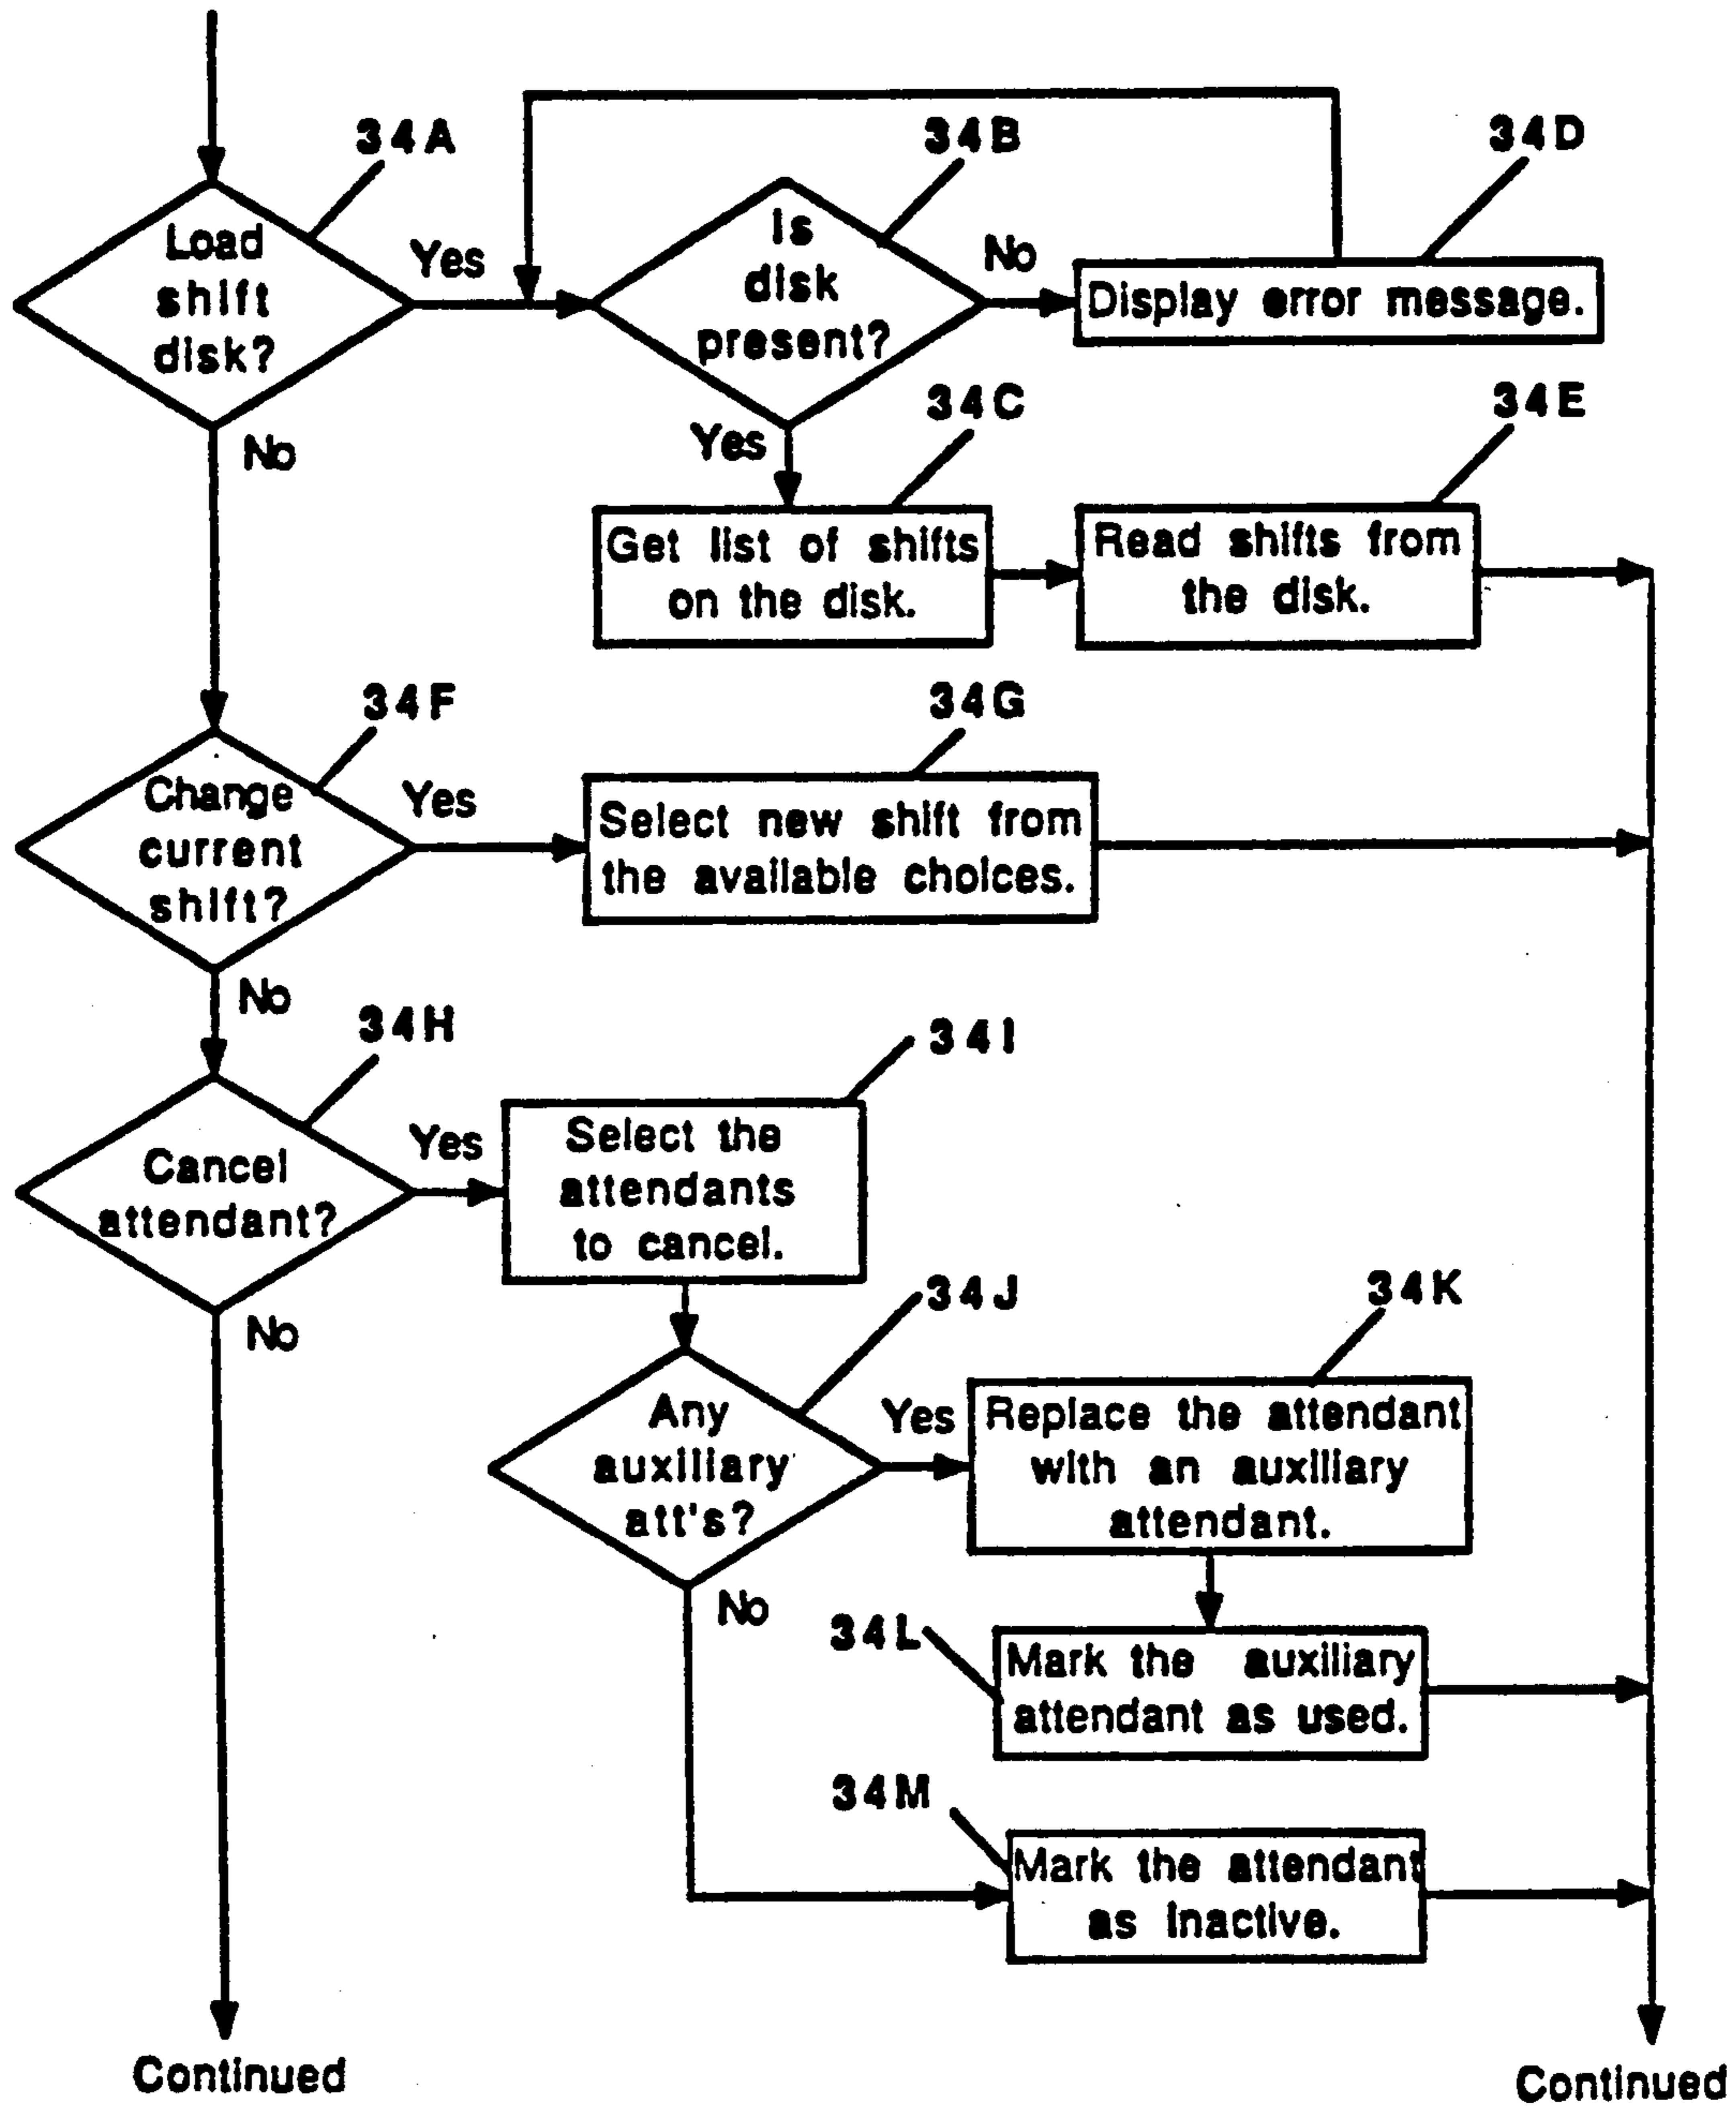 34A
34B
34D
Load
shift
disk?
Yes
Is
disk
present?
No
Display error message.
No
Yes
34C
34E
Get list of shifts
on the disk.
Read shifts from
the disk.
34F
34G
Change
current
shift?
Yes
Select new shift from
the available choices.
No
34H
34I
Cancel
attendant?
Yes
Select the
attendants
to cancel.
No
34J
34K
Any
auxiliary
att's?
Yes
Replace the attendant
with an auxiliary
attendant.
No
34L
Mark the auxiliary
attendant as used.
34M
Mark the attendant
as inactive.
Continued
Continued